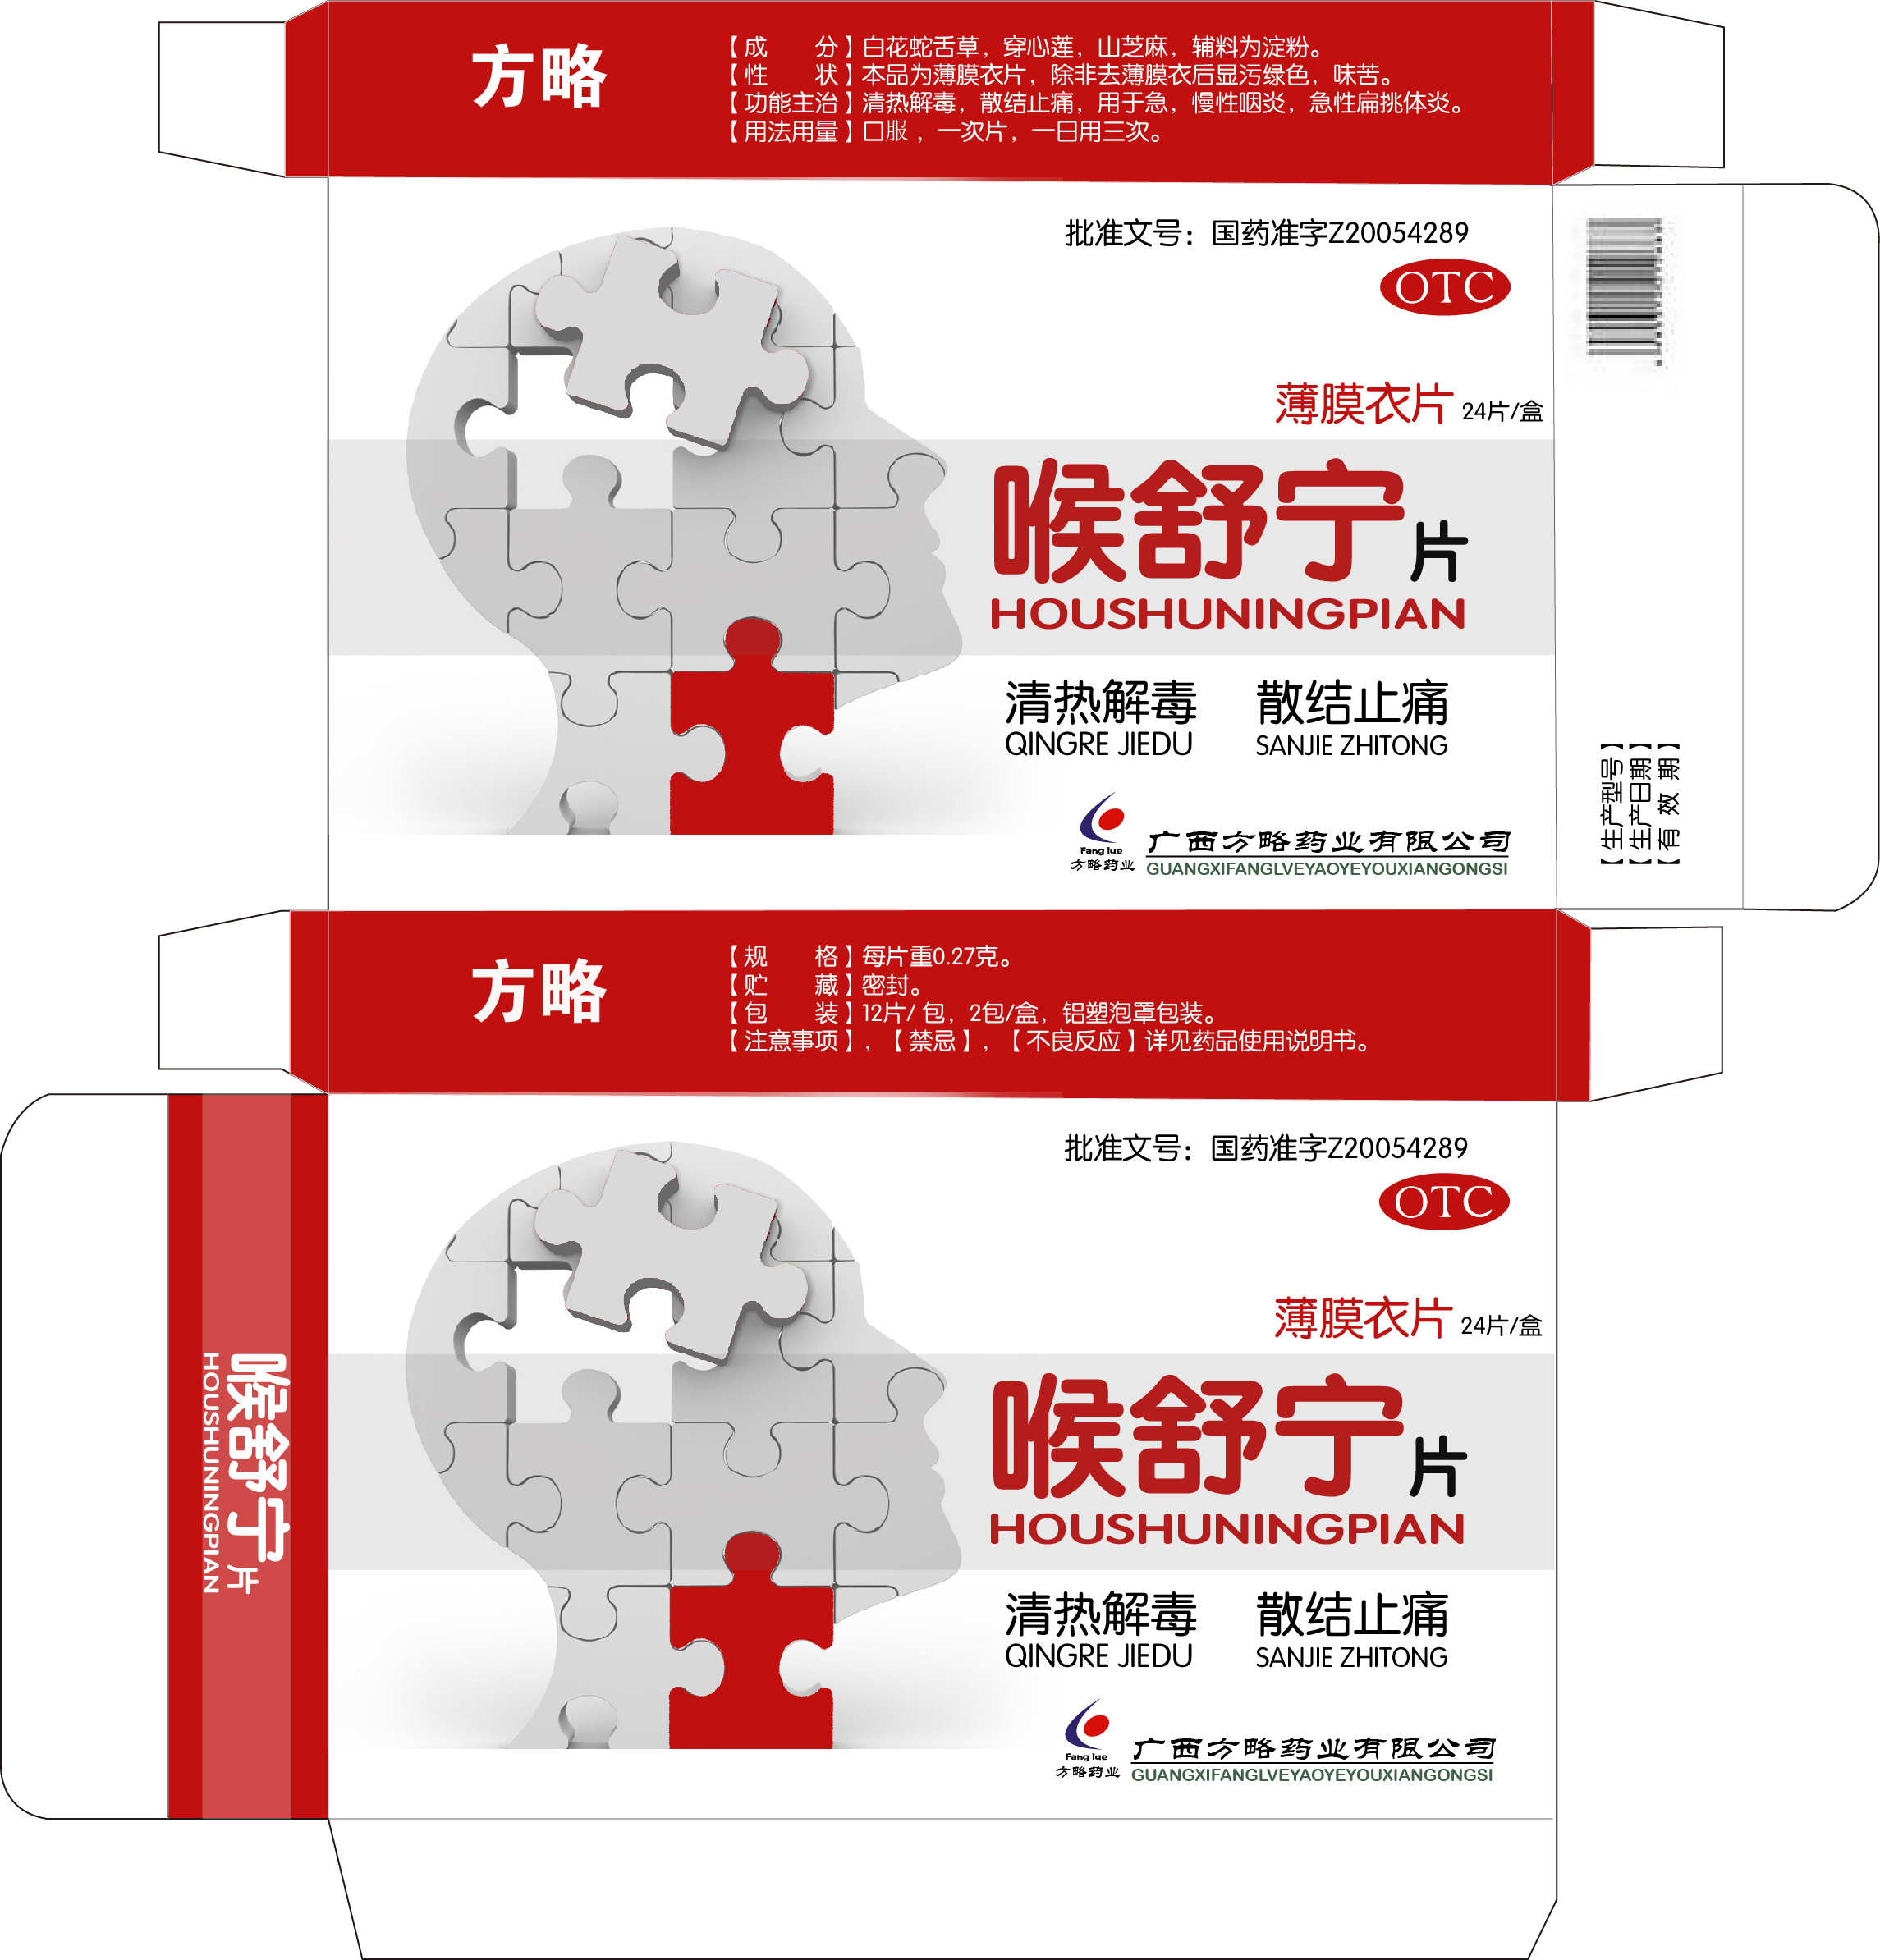 方略
【成　　分】白花蛇舌草，穿心莲，山芝麻，辅料为淀粉。
【性　　状】本品为薄膜衣片，除非去薄膜衣后显污绿色，味苦。
【功能主治】清热解毒，散结止痛，用于急，慢性咽炎，急性扁挑体炎。
【用法用量】口服，一次片，一日用三次。
批准文号：国药准字Z20054289
OTC
薄膜衣片 24片/盒
喉舒宁片
HOUSHUNINGPIAN
清热解毒　散结止痛
QINGRE JIEDU　SANJIE ZHITONG
Fang lue
方略药业
广西方略药业有限公司
GUANGXIFANGLVEYAOYEYOUXIANGONGSI
【生产型号】
【生产日期】
【有 效 期】
方略
【规　　格】每片重0.27克。
【贮　　藏】密封。
【包　　装】12片/ 包，2包/盒，铝塑泡罩包装。
【注意事项】，【禁忌】，【不良反应】详见药品使用说明书。
喉舒宁片
HOUSHUNINGPIAN
批准文号：国药准字Z20054289
OTC
薄膜衣片 24片/盒
喉舒宁片
HOUSHUNINGPIAN
清热解毒　散结止痛
QINGRE JIEDU　SANJIE ZHITONG
Fang lue
方略药业
广西方略药业有限公司
GUANGXIFANGLVEYAOYEYOUXIANGONGSI